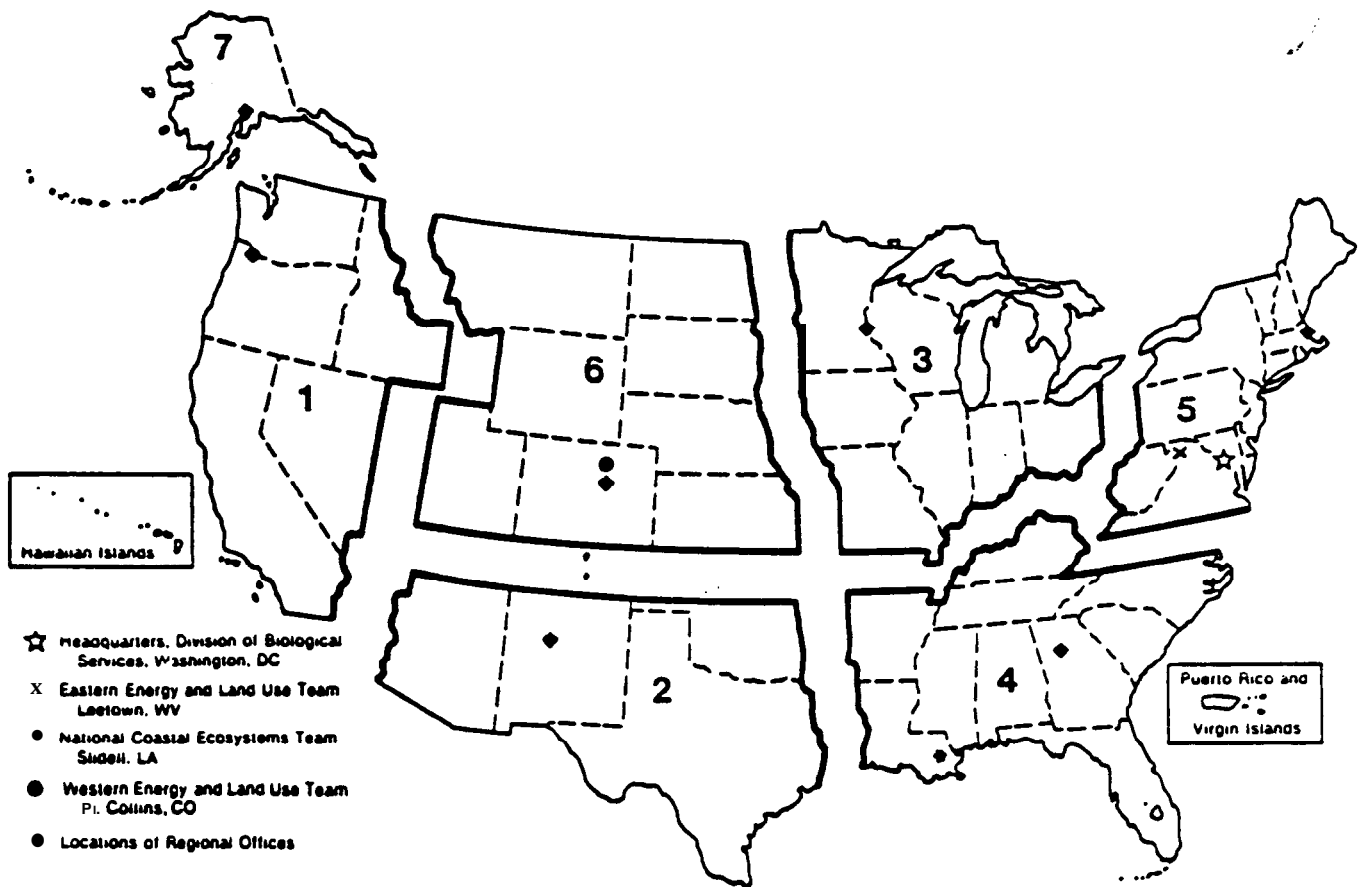 7
3
6
1
5
Hawaiian Islands
☆ Headquarters, Division of Biological
Services, Washington, DC
X Eastern Energy and Land Use Team
Leetown, WV
• National Coastal Ecosystems Team
Slidell, LA
● Western Energy and Land Use Team
Pi. Collins, CO
● Locations of Regional Offices
2
4
Puerto Rico and
Virgin Islands